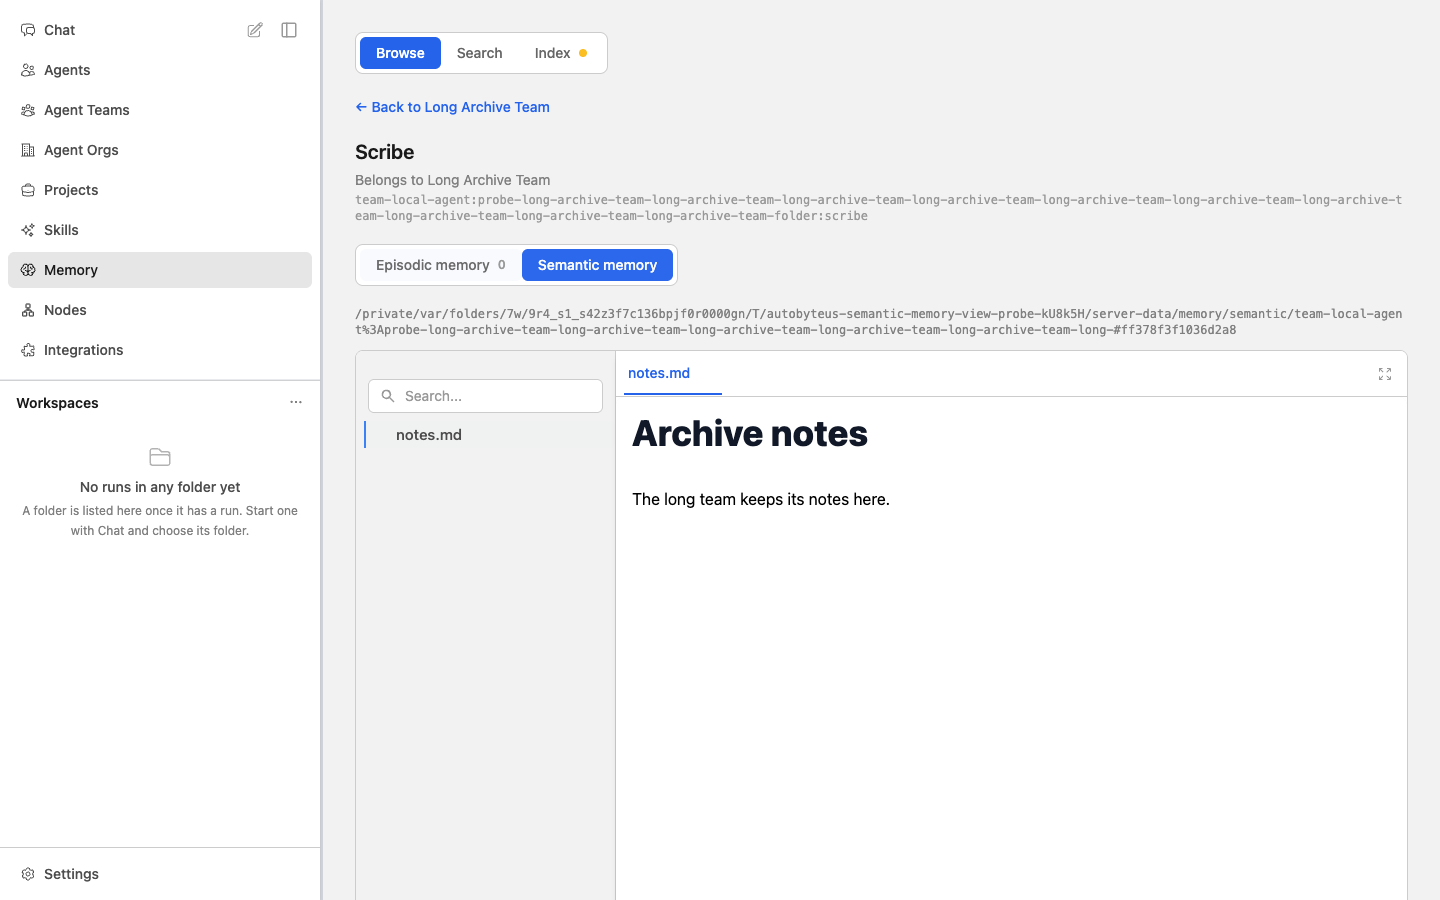 Chat
Agents
Agent Teams
Agent Orgs
Projects
Skills
Memory
Nodes
Integrations
Workspaces
No runs in any folder yet
A folder is listed here once it has a run. Start one
with Chat and choose its folder.
Settings
Browse
Search
Index
← Back to Long Archive Team
Scribe
Belongs to Long Archive Team
team-local-agent:probe-long-archive-team-long-archive-team-long-archive-team-long-archive-team-long-archive-team-long-archive-team-long-archive-t
eam-long-archive-team-long-archive-team-long-archive-team-folder:scribe
Episodic memory 0
Semantic memory
/private/var/folders/7w/9r4_s1_s42z3f7c136bpjf0r0000gn/T/autobyteus-semantic-memory-view-probe-kU8k5H/server-data/memory/semantic/team-local-agen
t%3Aprobe-long-archive-team-long-archive-team-long-archive-team-long-archive-team-long-archive-team-long-#ff378f3f1036d2a8
Search...
notes.md
notes.md
Archive notes
The long team keeps its notes here.